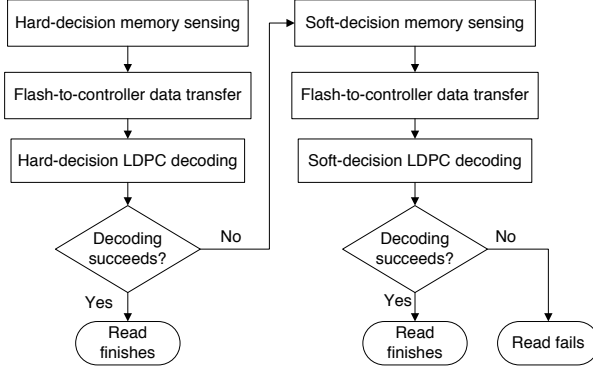 Hard-decision memory sensing
Flash-to-controller data transfer
Hard-decision LDPC decoding
Decoding
succeeds?
No
Yes
Read
finishes
Soft-decision memory sensing
Flash-to-controller data transfer
Soft-decision LDPC decoding
Decoding
succeeds?
No
Yes
Read
finishes
Read fails